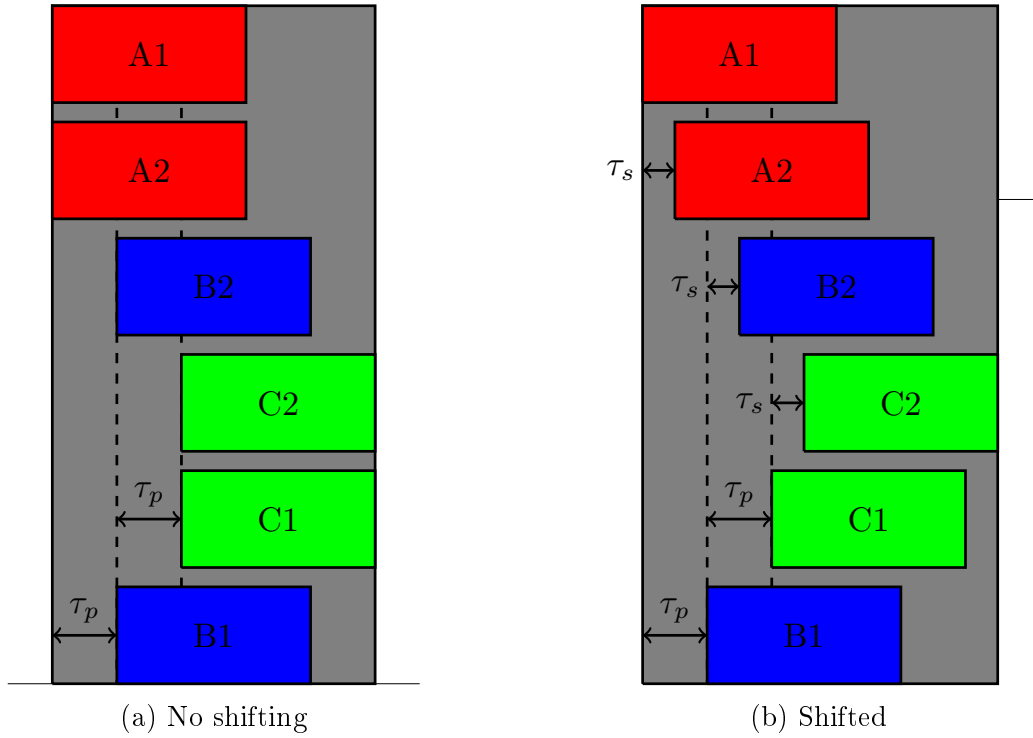 A1
A2
B2
C2
τp
C1
τp
B1
(a) No shifting
A1
τs
A2
τs
B2
τs
C2
τp
C1
τp
B1
(b) Shifted